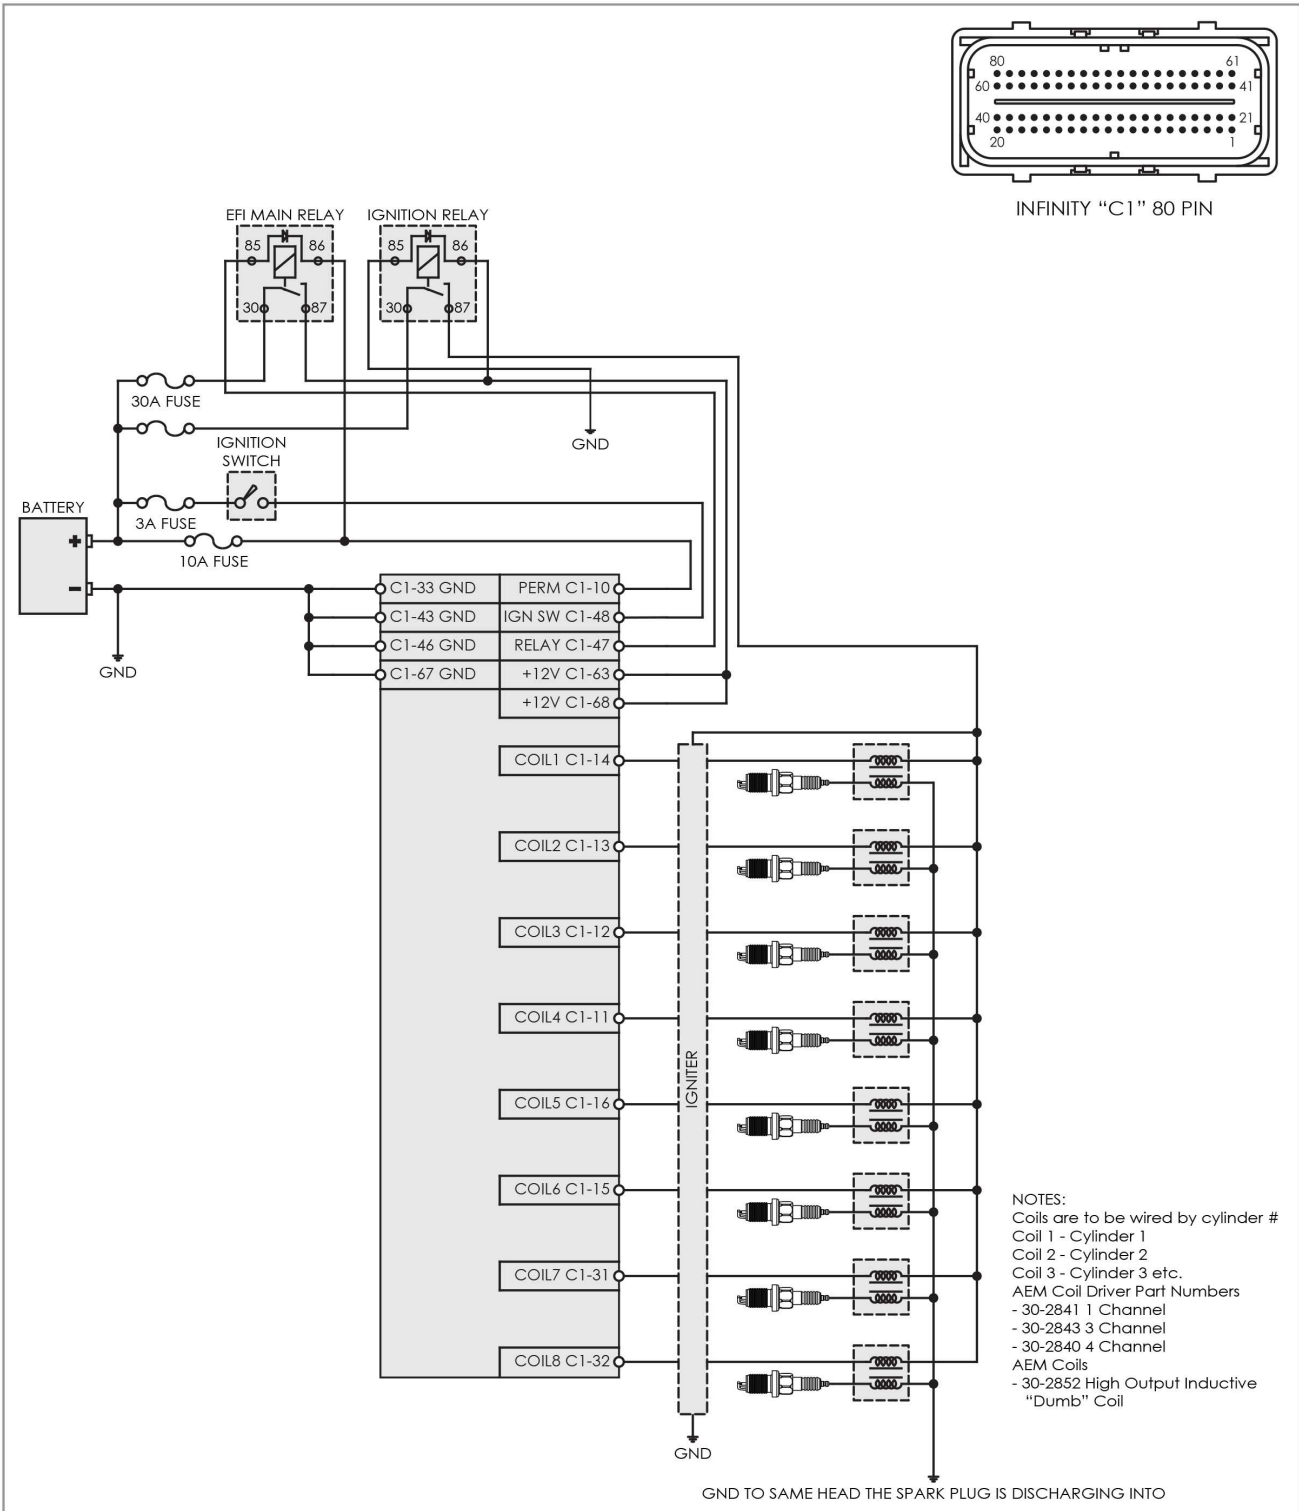 80 61
60 41
40 21
20 1
INFINITY “C1” 80 PIN
EFI MAIN RELAY
IGNITION RELAY
85 86
30 87
85 86
30 87
30A FUSE
GND
IGNITION
SWITCH
3A FUSE
BATTERY
+
-
10A FUSE
GND
C1-33 GND PERM C1-10
C1-43 GND IGN SW C1-48
C1-46 GND RELAY C1-47
C1-67 GND +12V C1-63
+12V C1-68
COIL1 C1-14
COIL2 C1-13
COIL3 C1-12
COIL4 C1-11
COIL5 C1-16
COIL6 C1-15
COIL7 C1-31
COIL8 C1-32
IGNITER
GND
NOTES:
Coils are to be wired by cylinder #
Coil 1 - Cylinder 1
Coil 2 - Cylinder 2
Coil 3 - Cylinder 3 etc.
AEM Coil Driver Part Numbers
- 30-2841 1 Channel
- 30-2843 3 Channel
- 30-2840 4 Channel
AEM Coils
- 30-2852 High Output Inductive
“Dumb” Coil
GND TO SAME HEAD THE SPARK PLUG IS DISCHARGING INTO